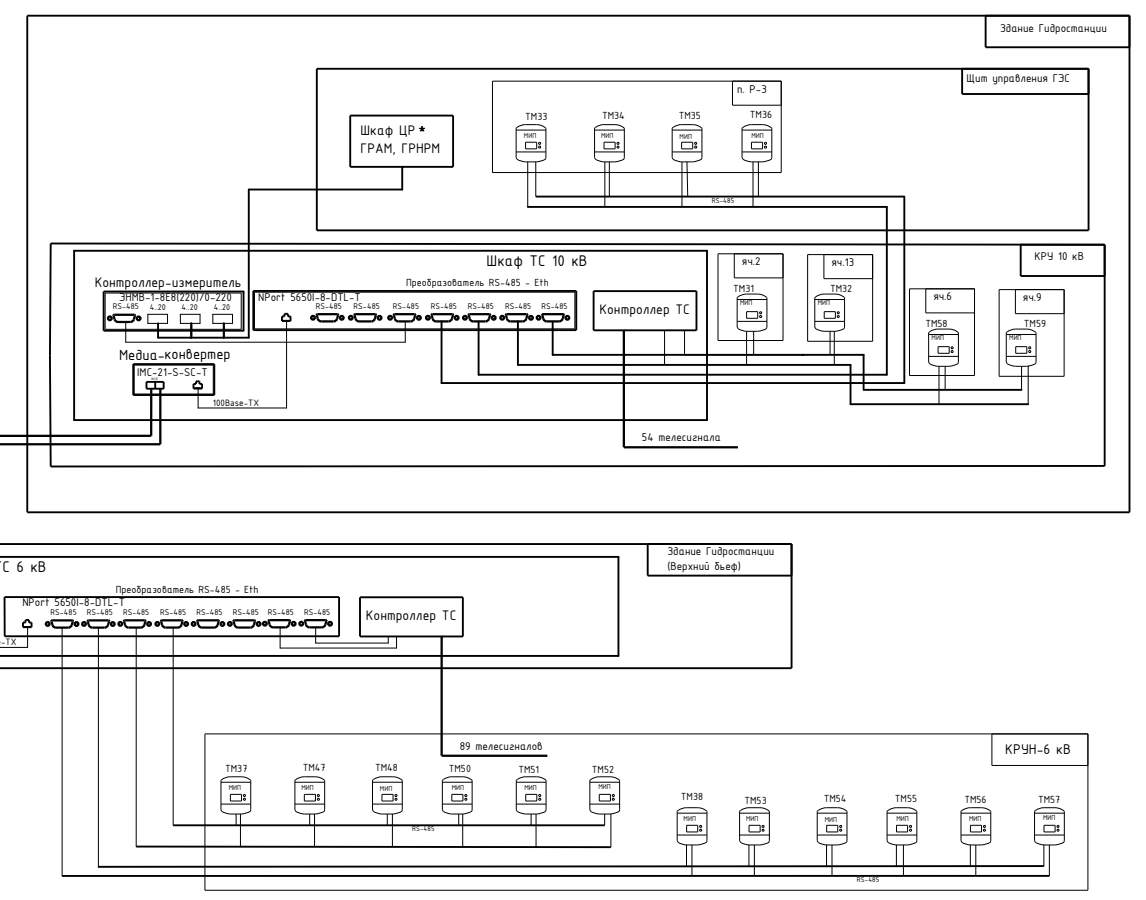 Здание Гидростанции
Щит управления ГЭС
п. Р-3
ТМ33
ТМ34
ТМ35
ТМ36
МИП
МИП
МИП
МИП
Шкаф ЦР *
ГРАМ, ГРНРМ
RS-485
КРУ 10 кВ
Шкаф ТС 10 кВ
Контроллер-измеритель
ЭНМВ-1-8Е8(220)/0-220
RS-485
4..20
4..20
4..20
Преобразователь RS-485 - Eth
NPort 5650I-8-DTL-T
RS-485
RS-485
RS-485
RS-485
RS-485
RS-485
RS-485
Контроллер ТС
яч.2
ТМ31
МИП
яч.13
ТМ32
МИП
яч.6
ТМ58
МИП
яч.9
ТМ59
МИП
Медиа-конвертер
IMC-21-S-SC-T
100Base-TX
54 телесигнала
Здание Гидростанции
(Верхний бьеф)
ТС 6 кВ
Преобразователь RS-485 - Eth
NPort 5650I-8-DTL-T
RS-485
RS-485
RS-485
RS-485
RS-485
RS-485
RS-485
RS-485
e-TX
Контроллер ТС
89 телесигналов
КРУН-6 кВ
ТМ37
ТМ47
ТМ48
ТМ50
ТМ51
ТМ52
МИП
МИП
МИП
МИП
МИП
МИП
RS-485
ТМ38
ТМ53
ТМ54
ТМ55
ТМ56
ТМ57
МИП
МИП
МИП
МИП
МИП
МИП
RS-485